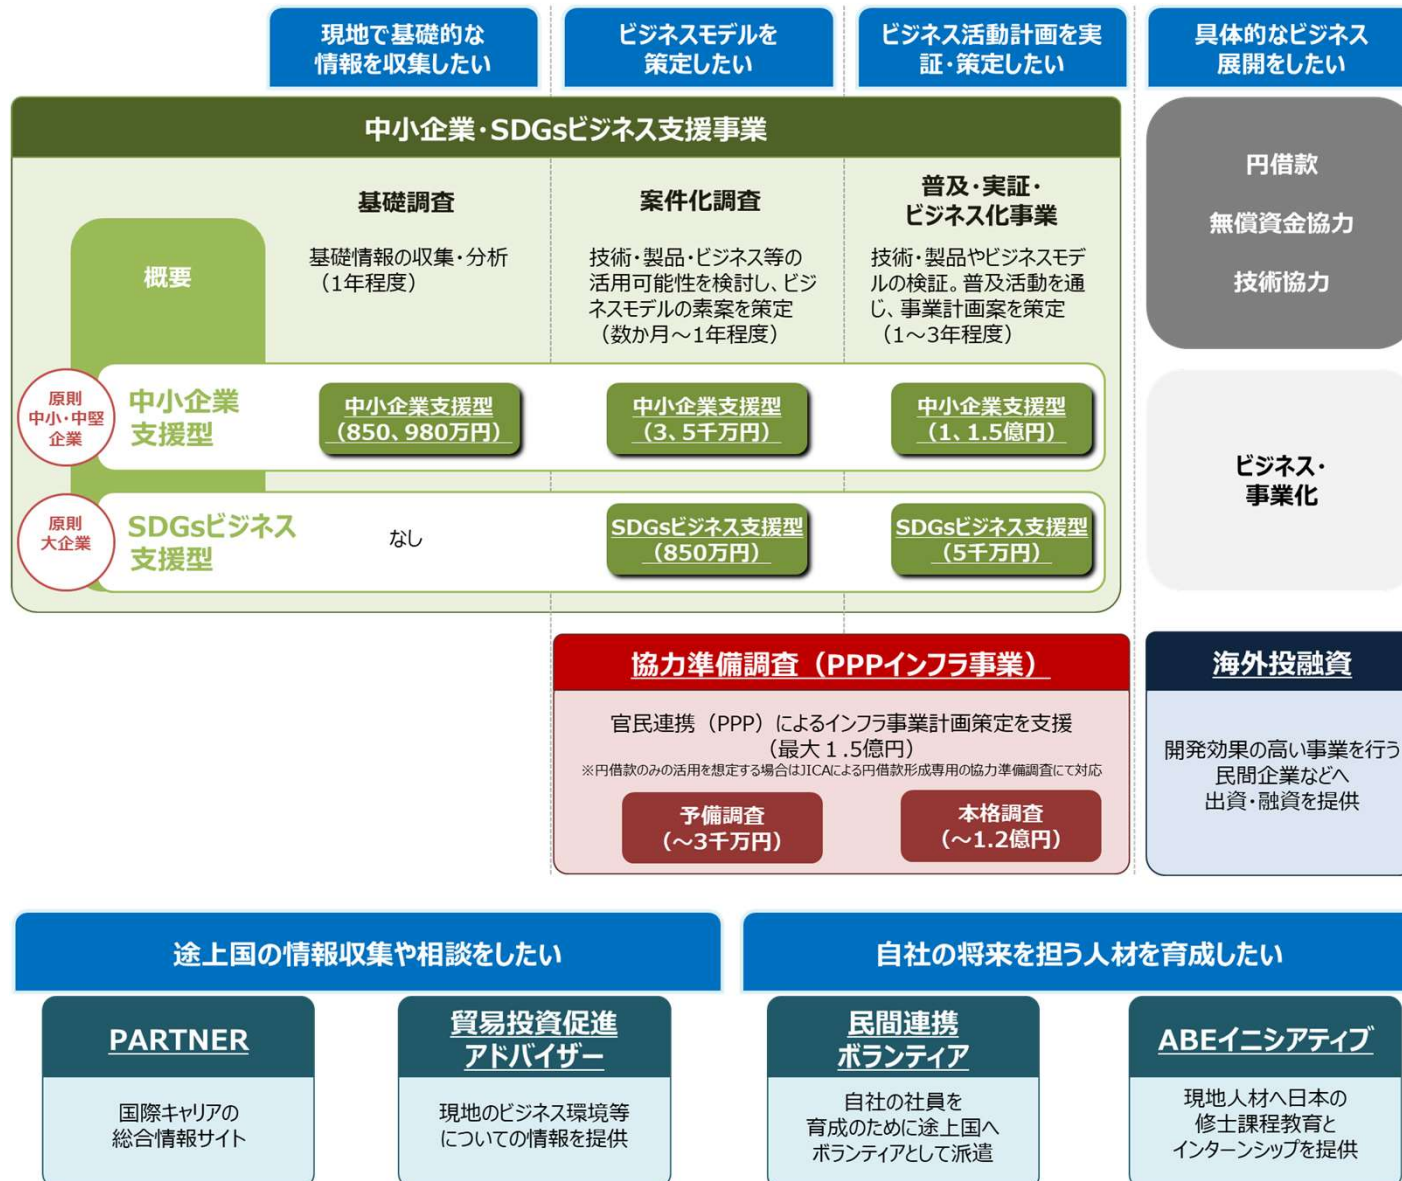 現地で基礎的な
情報を収集したい
ビジネスモデルを
策定したい
ビジネス活動計画を実
証・策定したい
具体的なビジネス
展開をしたい
中小企業・SDGsビジネス支援事業
概要
基礎調査
基礎情報の収集・分析
（1年程度）
案件化調査
技術・製品・ビジネス等の
活用可能性を検討し、ビジ
ネスモデルの素案を策定
（数か月～1年程度）
普及・実証・
ビジネス化事業
技術・製品やビジネスモデ
ルの検証。普及活動を通
じ、事業計画案を策定
（1～3年程度）
円借款
無償資金協力
技術協力
原則
中小・中堅
企業
中小企業
支援型
中小企業支援型
（850、980万円）
中小企業支援型
（3、5千万円）
中小企業支援型
（1、1.5億円）
ビジネス・
事業化
原則
大企業
SDGsビジネス
支援型
なし
SDGsビジネス支援型
（850万円）
SDGsビジネス支援型
（5千万円）
協力準備調査（PPPインフラ事業）
官民連携（PPP）によるインフラ事業計画策定を支援
（最大１.5億円）
※円借款のみの活用を想定する場合はJICAによる円借款形成専用の協力準備調査にて対応
予備調査
（～3千万円）
本格調査
（～1.2億円）
海外投融資
開発効果の高い事業を行う
民間企業などへ
出資・融資を提供
途上国の情報収集や相談をしたい
自社の将来を担う人材を育成したい
PARTNER
国際キャリアの
総合情報サイト
貿易投資促進
アドバイザー
現地のビジネス環境等
についての情報を提供
民間連携
ボランティア
自社の社員を
育成のために途上国へ
ボランティアとして派遣
ABEイニシアティブ
現地人材へ日本の
修士課程教育と
インターンシップを提供